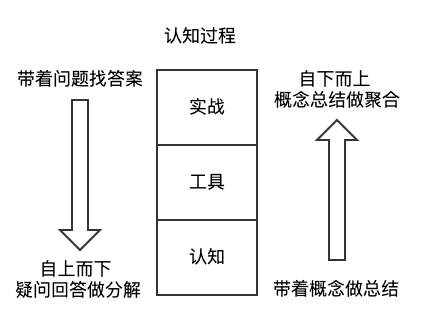 认知过程
带着问题找答案
自上而下
疑问回答做分解
实战
工具
认知
自下而上
概念总结做聚合
带着概念做总结